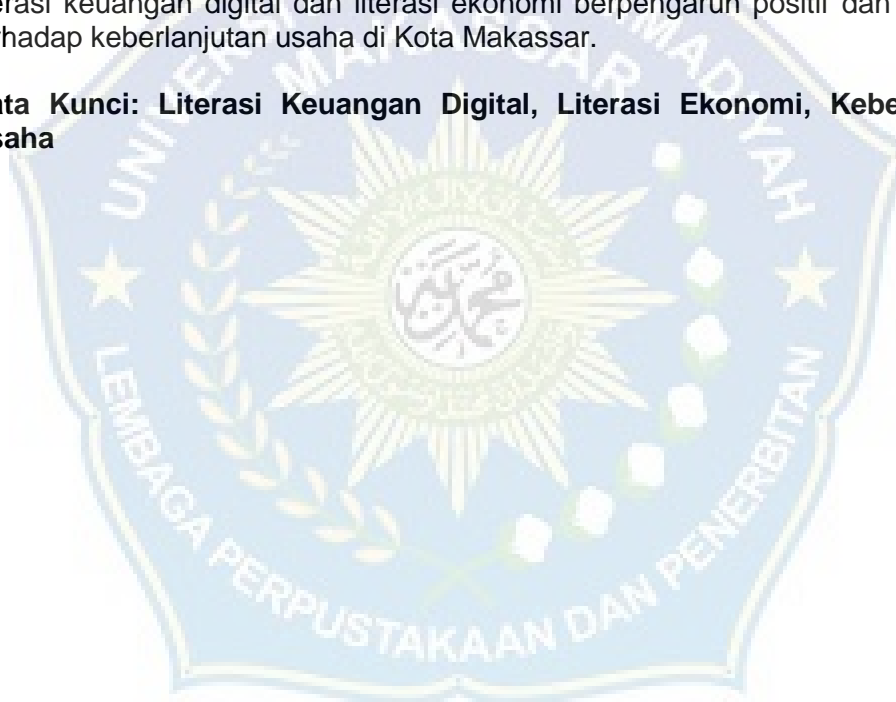 erasi keuangan digital dan literasi ekonomi berpengaruh positif dan
rhadap keberlanjutan usaha di Kota Makassar.
ata Kunci: Literasi Keuangan Digital, Literasi Ekonomi, Kebe
saha
MAKASSAR
LEMBAGA PERPUSTAKAAN DAN PENERBITAN